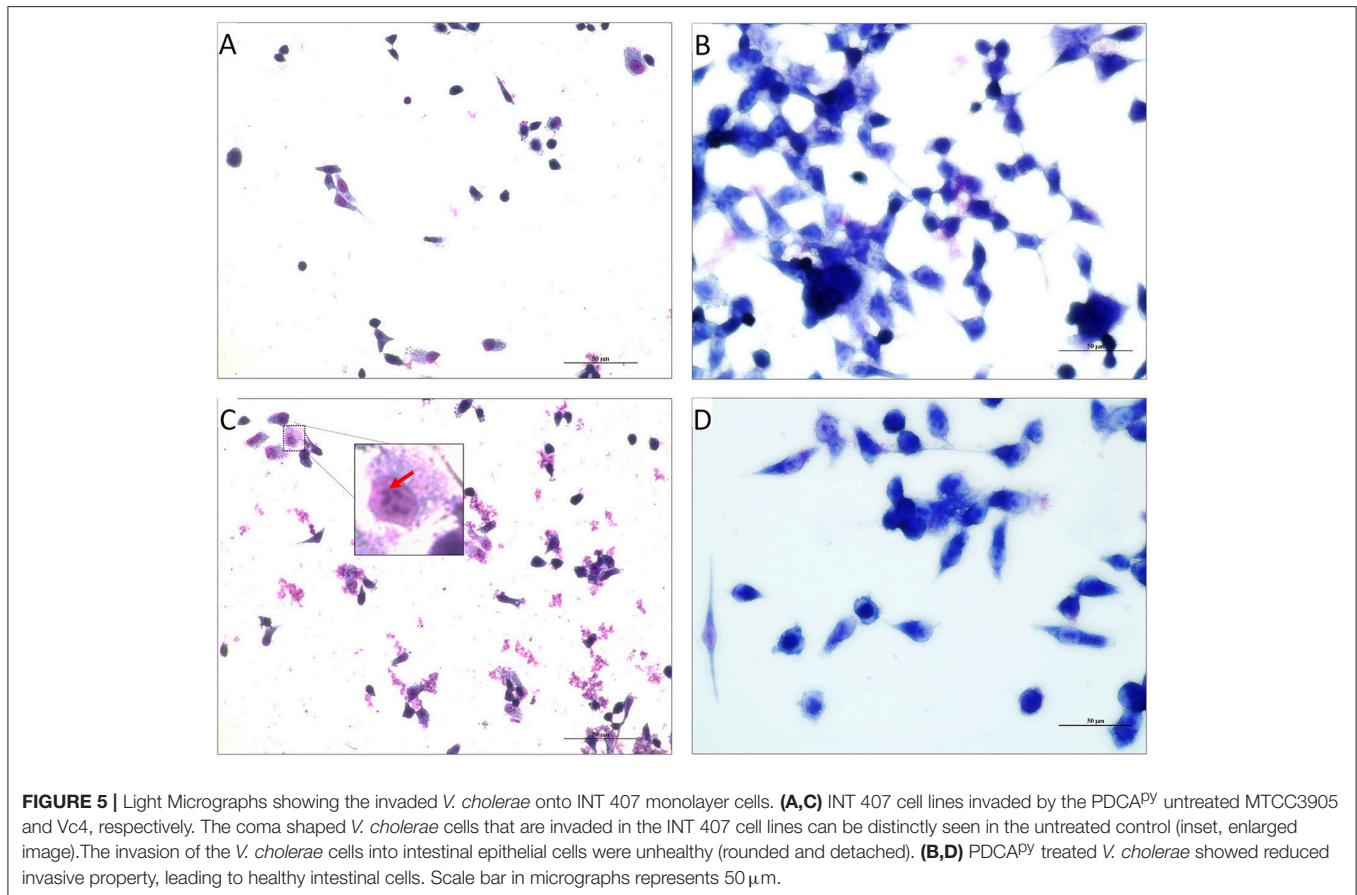 A
B
50 µm
50 µm
C
D
50 µm
50 µm
FIGURE 5 | Light Micrographs showing the invaded V. cholerae onto INT 407 monolayer cells. (A,C) INT 407 cell lines invaded by the PDCApy untreated MTCC3905
and Vc4, respectively. The coma shaped V. cholerae cells that are invaded in the INT 407 cell lines can be distinctly seen in the untreated control (inset, enlarged
image).The invasion of the V. cholerae cells into intestinal epithelial cells were unhealthy (rounded and detached). (B,D) PDCApy treated V. cholerae showed reduced
invasive property, leading to healthy intestinal cells. Scale bar in micrographs represents 50 µm.